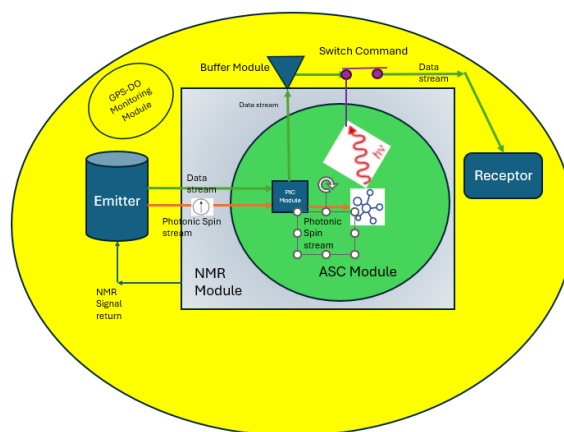 Switch Command
Buffer Module
Data
stream
GPS-DO
Monitoring
Module
Data stream
hν
Receptor
Emitter
Data
stream
PIC
Module
Photonic Spin
stream
Photonic
Spin
stream
NMR
Module
ASC Module
NMR
Signal
return